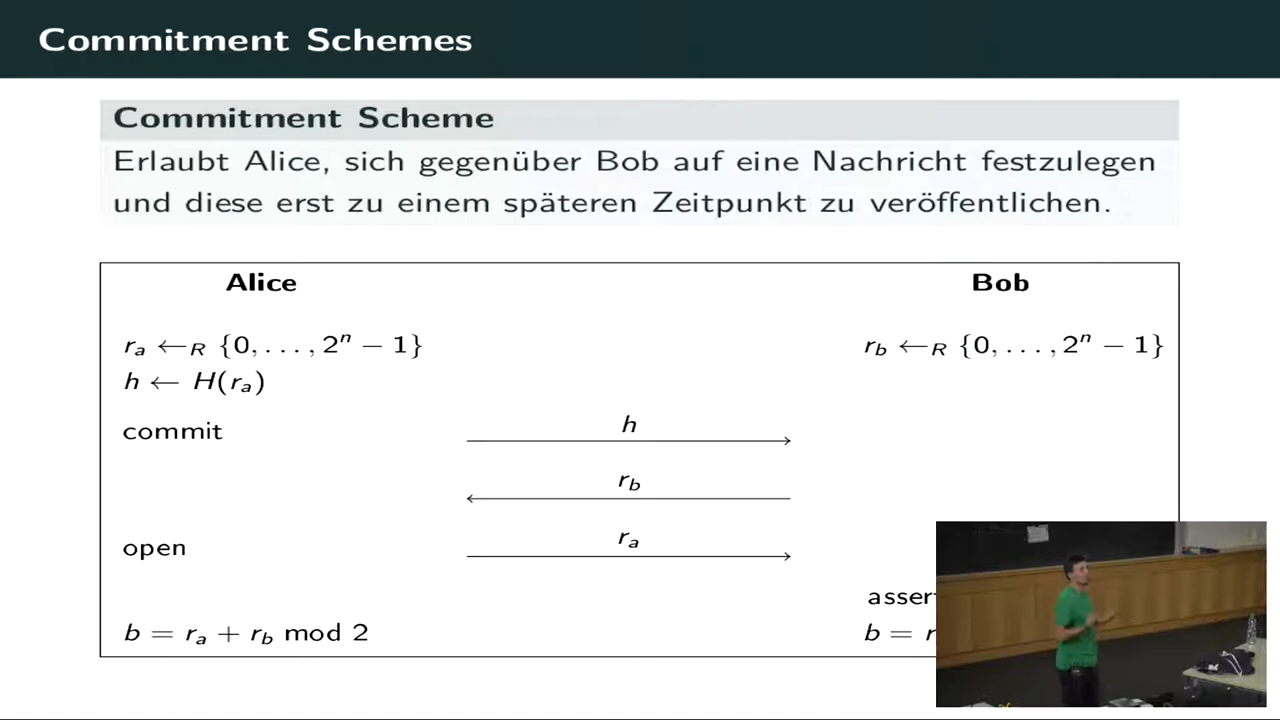 Commitment Schemes
Commitment Scheme
Erlaubt Alice, sich gegenüber Bob auf eine Nachricht festzulegen
und diese erst zu einem späteren Zeitpunkt zu veröffentlichen.
Alice Bob
r_a ←_R {0, . . . , 2^n − 1} r_b ←_R {0, . . . , 2^n − 1}
h ← H(r_a)
commit h
r_b
open r_a
asser
b = r_a + r_b mod 2 b = r